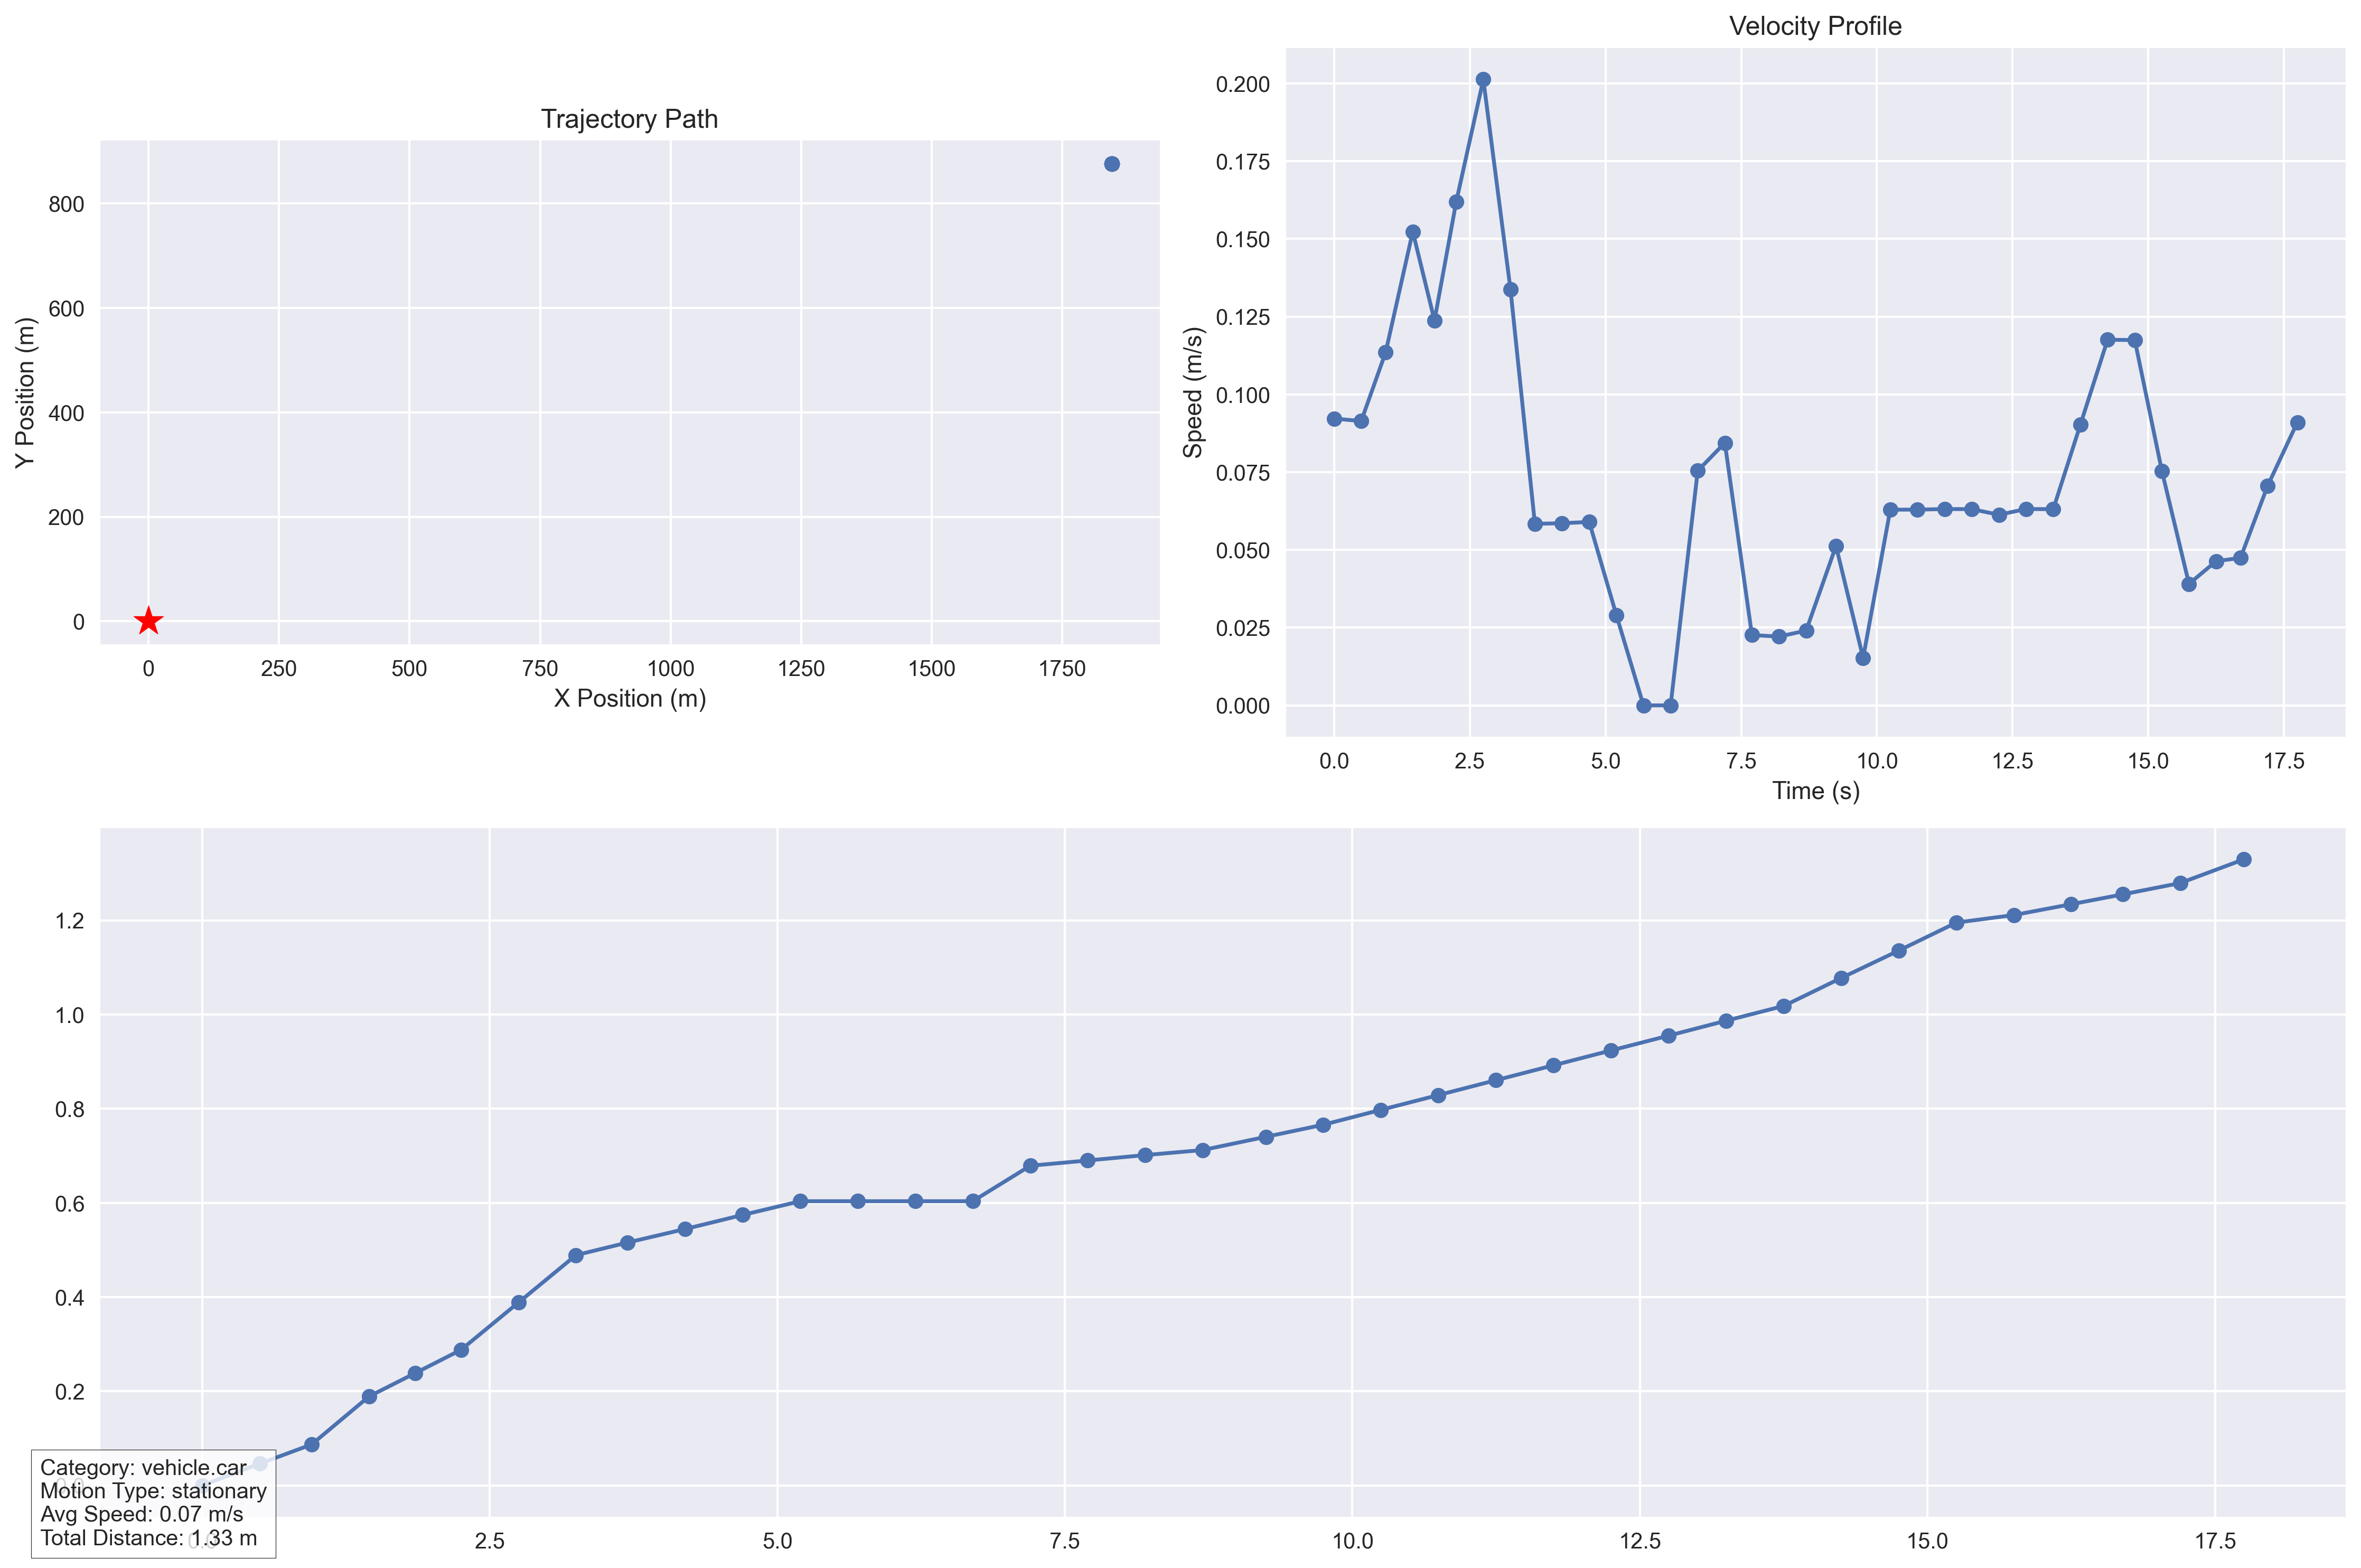 Trajectory Path
Y Position (m)
800
600
400
200
0
0 250 500 750 1000 1250 1500 1750
X Position (m)
Velocity Profile
Speed (m/s)
0.200
0.175
0.150
0.125
0.100
0.075
0.050
0.025
0.000
0.0 2.5 5.0 7.5 10.0 12.5 15.0 17.5
Time (s)
1.2
1.0
0.8
0.6
0.4
0.2
0.0
Category: vehicle.car
Motion Type: stationary
Avg Speed: 0.07 m/s
Total Distance: 1.33 m
0.0 2.5 5.0 7.5 10.0 12.5 15.0 17.5